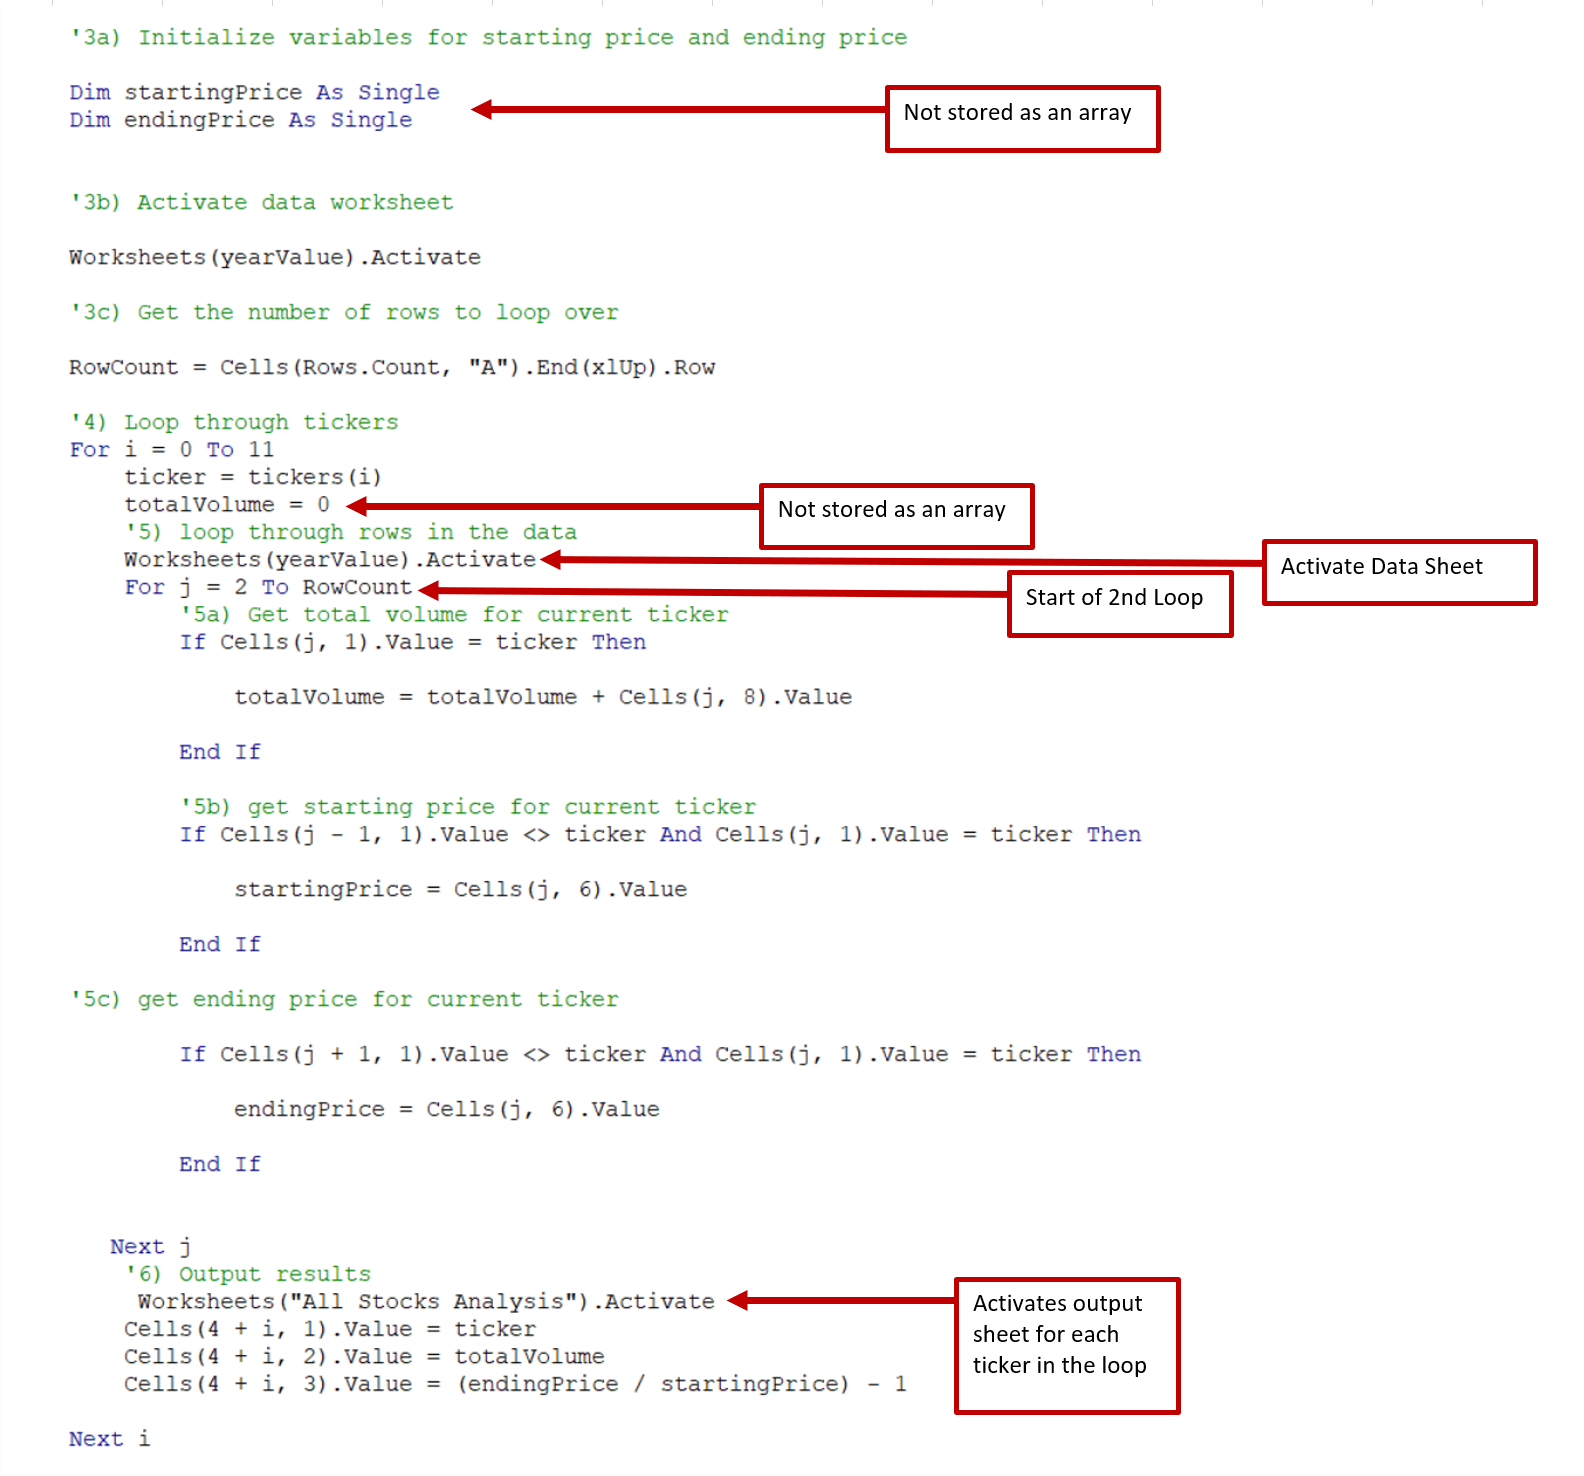 '3a) Initialize variables for starting price and ending price
Dim startingPrice As Single
Dim endingPrice As Single
Not stored as an array
'3b) Activate data worksheet
Worksheets(yearValue).Activate
'3c) Get the number of rows to loop over
RowCount = Cells(Rows.Count, "A").End(xlUp).Row
'4) Loop through tickers
For i = 0 To 11
ticker = tickers(i)
totalVolume = 0
Not stored as an array
'5) loop through rows in the data
Worksheets(yearValue).Activate
Activate Data Sheet
For j = 2 To RowCount
Start of 2nd Loop
'5a) Get total volume for current ticker
If Cells(j, 1).Value = ticker Then
totalVolume = totalVolume + Cells(j, 8).Value
End If
'5b) get starting price for current ticker
If Cells(j - 1, 1).Value <> ticker And Cells(j, 1).Value = ticker Then
startingPrice = Cells(j, 6).Value
End If
'5c) get ending price for current ticker
If Cells(j + 1, 1).Value <> ticker And Cells(j, 1).Value = ticker Then
endingPrice = Cells(j, 6).Value
End If
Next j
'6) Output results
Worksheets("All Stocks Analysis").Activate
Cells(4 + i, 1).Value = ticker
Cells(4 + i, 2).Value = totalVolume
Cells(4 + i, 3).Value = (endingPrice / startingPrice) - 1
Activates output
sheet for each
ticker in the loop
Next i